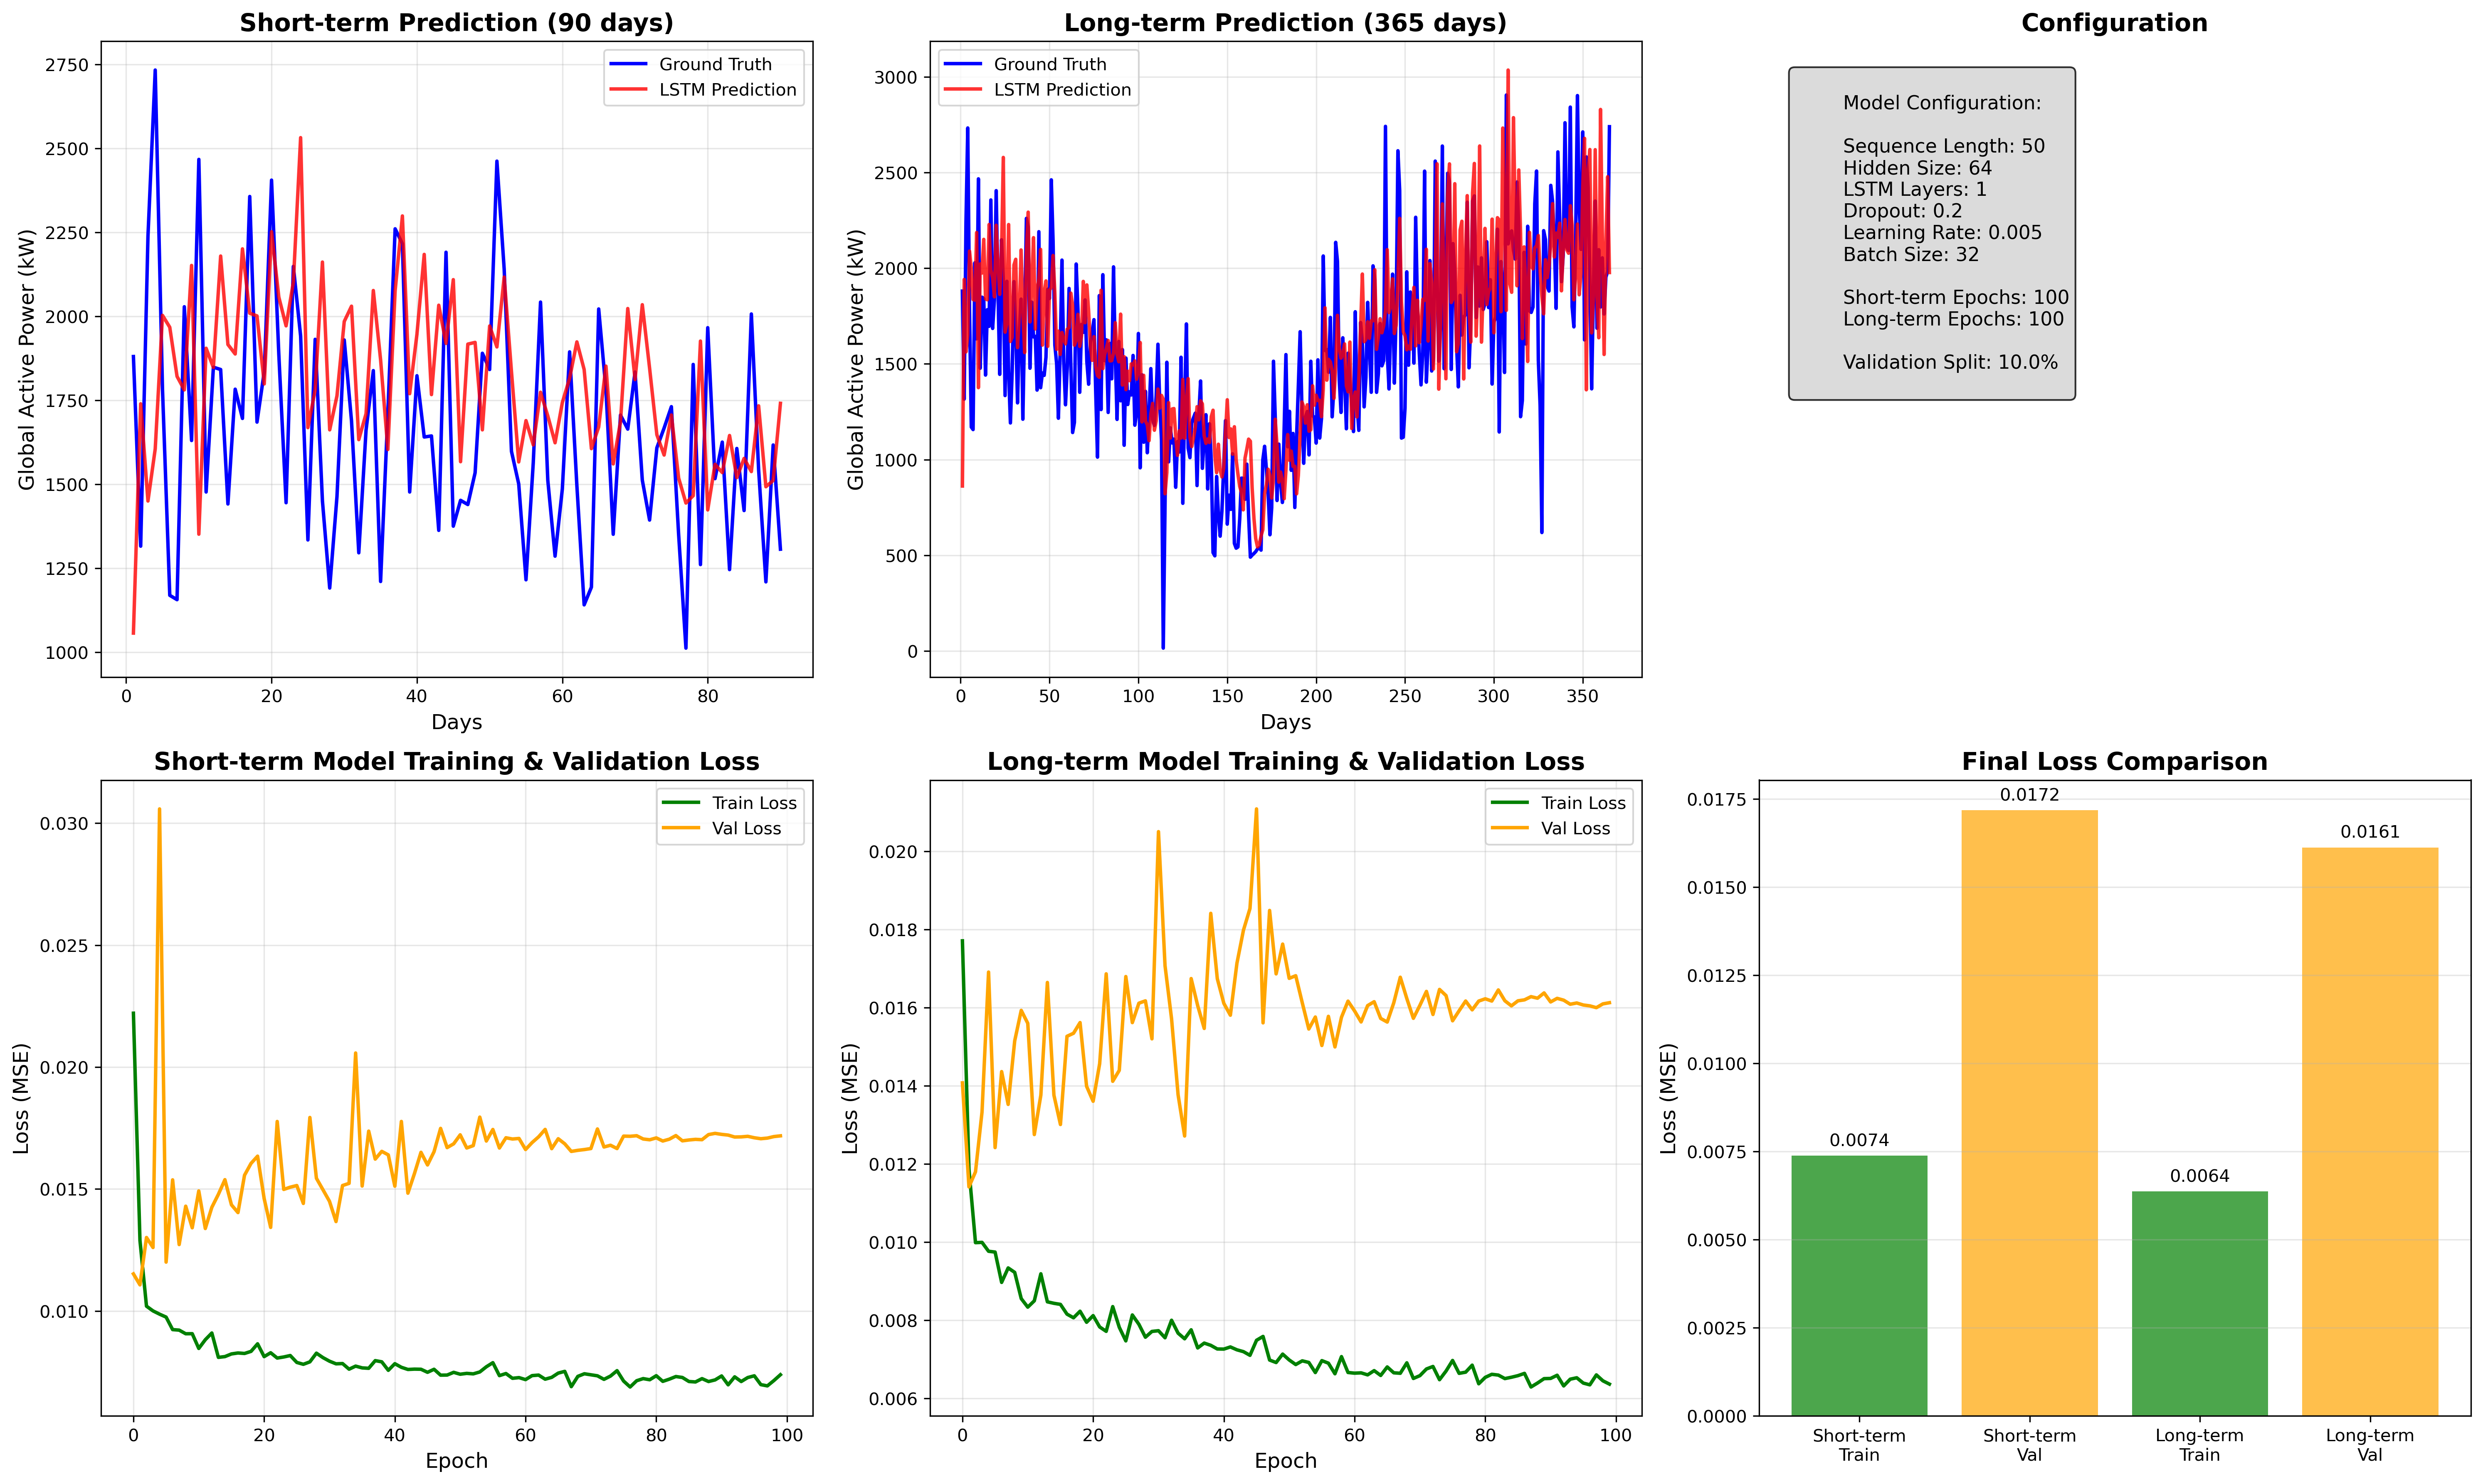 Short-term Prediction (90 days)
Global Active Power (kW)
2750
2500
2250
2000
1750
1500
1250
1000
0
20
40
60
80
Days
Ground Truth
LSTM Prediction
Long-term Prediction (365 days)
Global Active Power (kW)
3000
2500
2000
1500
1000
500
0
0
50
100
150
200
250
300
350
Days
Ground Truth
LSTM Prediction
Configuration
Model Configuration:
Sequence Length: 50
Hidden Size: 64
LSTM Layers: 1
Dropout: 0.2
Learning Rate: 0.005
Batch Size: 32
Short-term Epochs: 100
Long-term Epochs: 100
Validation Split: 10.0%
Short-term Model Training & Validation Loss
Loss (MSE)
0.030
0.025
0.020
0.015
0.010
0
20
40
60
80
100
Epoch
Train Loss
Val Loss
Long-term Model Training & Validation Loss
Loss (MSE)
0.020
0.018
0.016
0.014
0.012
0.010
0.008
0.006
0
20
40
60
80
100
Epoch
Train Loss
Val Loss
Final Loss Comparison
Loss (MSE)
0.0175
0.0150
0.0125
0.0100
0.0075
0.0050
0.0025
0.0000
0.0074
0.0172
0.0064
0.0161
Short-term
Train
Short-term
Val
Long-term
Train
Long-term
Val